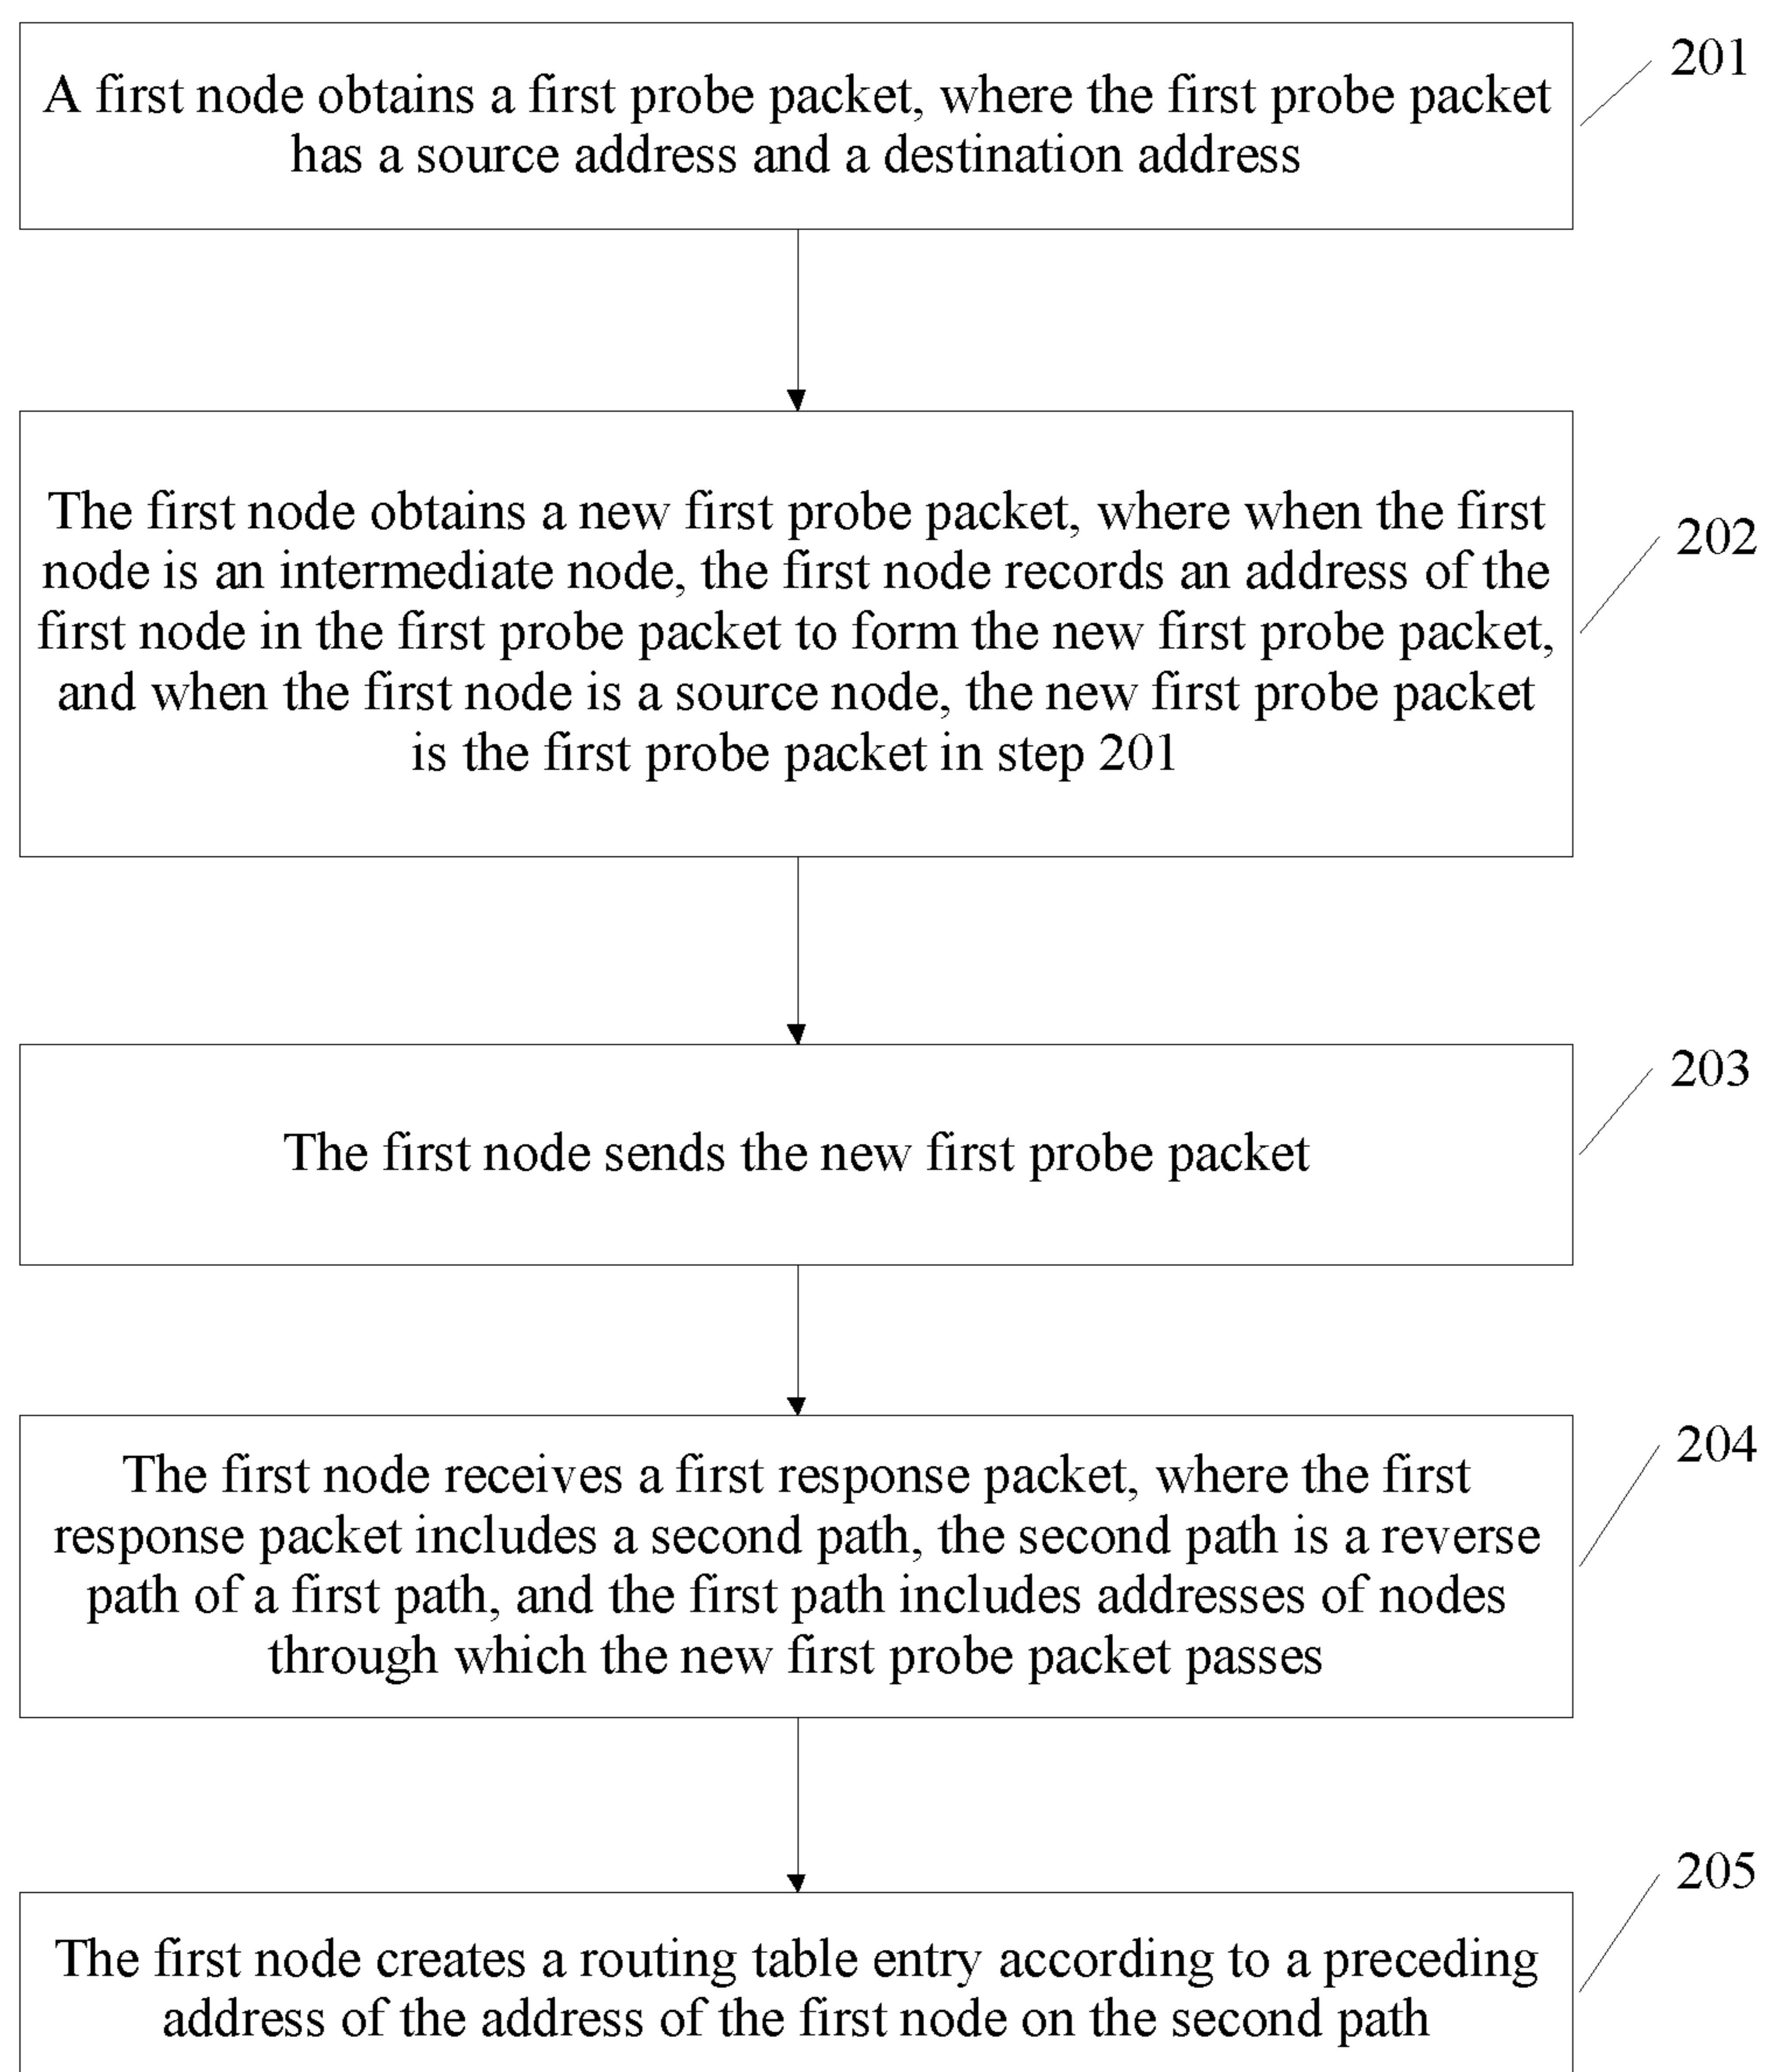 A first node obtains a first probe packet, where the first probe packet
has a source address and a destination address
201
The first node obtains a new first probe packet, where when the first
node is an intermediate node, the first node records an address of the
first node in the first probe packet to form the new first probe packet,
and when the first node is a source node, the new first probe packet
is the first probe packet in step 201
202
The first node sends the new first probe packet
203
The first node receives a first response packet, where the first
response packet includes a second path, the second path is a reverse
path of a first path, and the first path includes addresses of nodes
through which the new first probe packet passes
204
The first node creates a routing table entry according to a preceding
address of the address of the first node on the second path
205